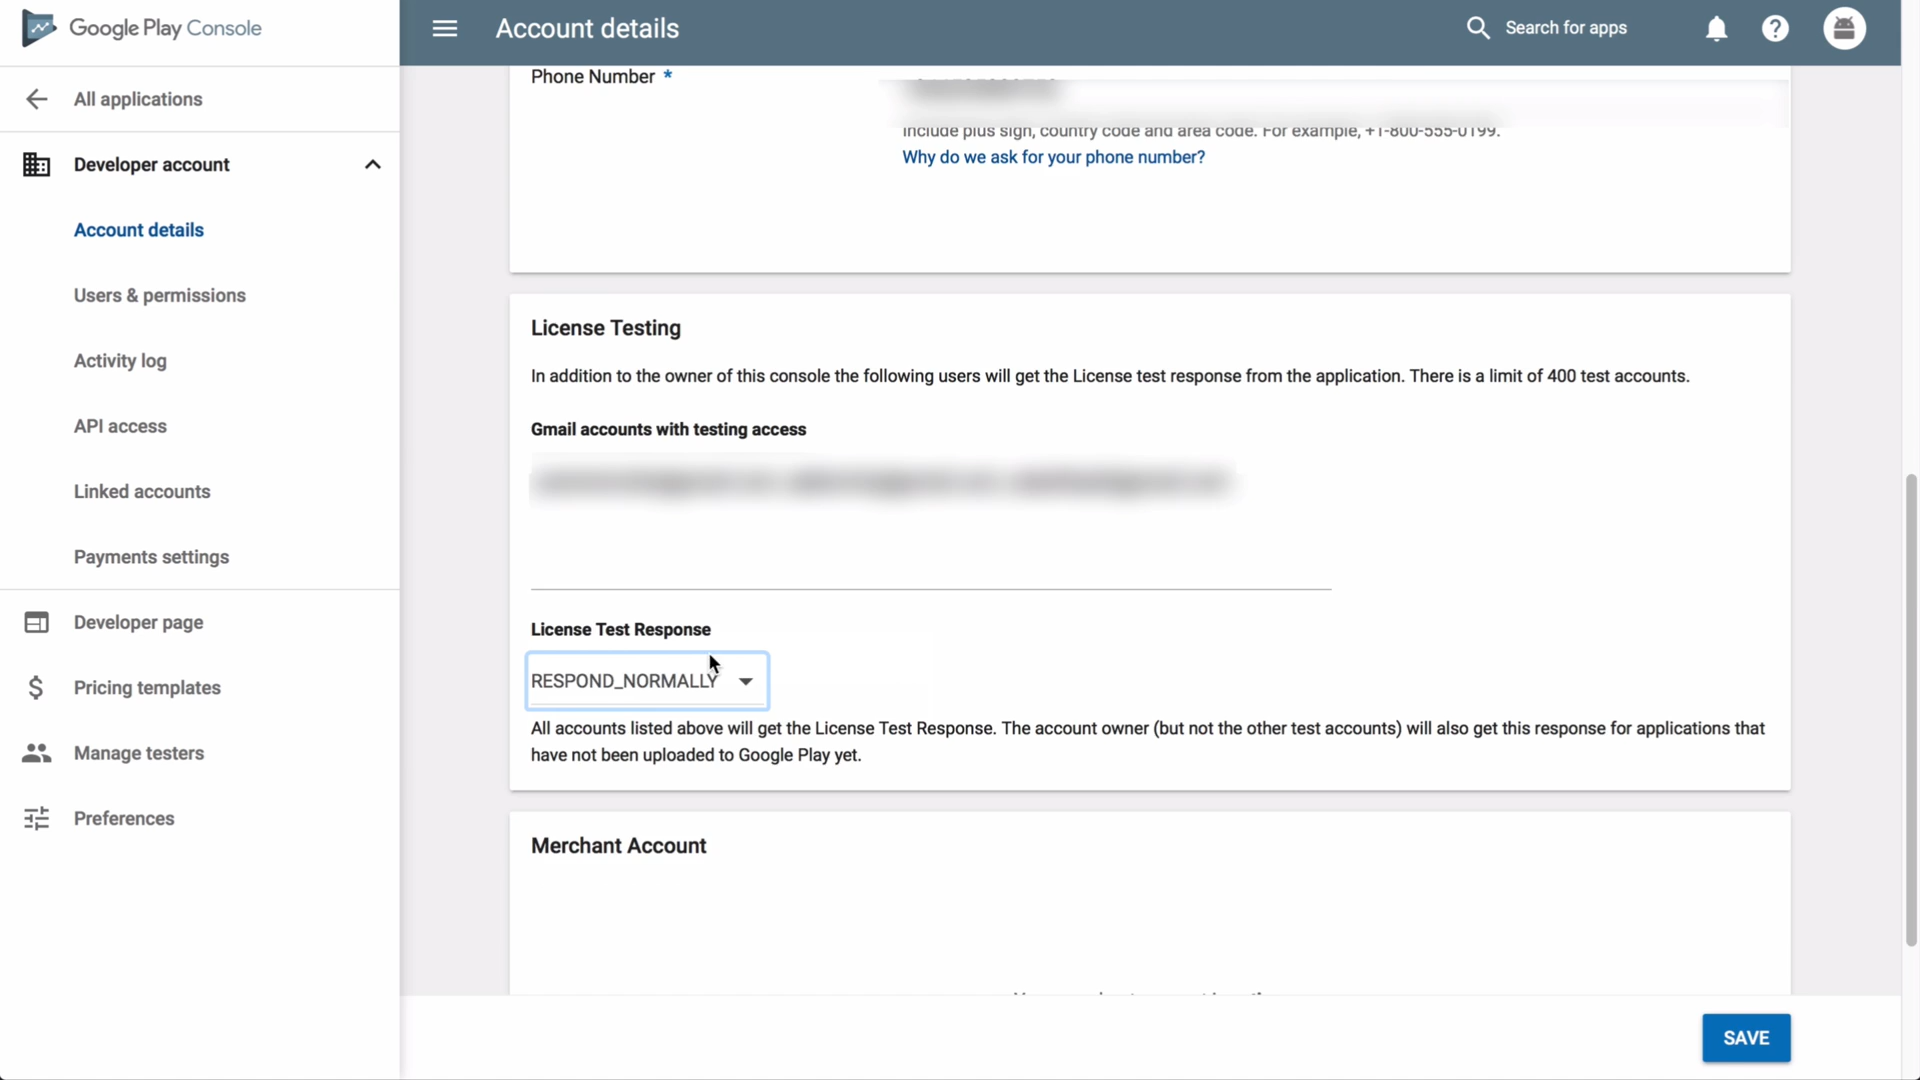 Google Play Console
Account details
Search for apps
All applications
Developer account
Account details
Users & permissions
Activity log
API access
Linked accounts
Payments settings
Developer page
Pricing templates
Manage testers
Preferences
Phone Number *
Include plus sign, country code and area code. For example, +1-800-555-0199.
Why do we ask for your phone number?
License Testing
In addition to the owner of this console the following users will get the License test response from the application. There is a limit of 400 test accounts.
Gmail accounts with testing access
License Test Response
RESPOND_NORMALLY
All accounts listed above will get the License Test Response. The account owner (but not the other test accounts) will also get this response for applications that
have not been uploaded to Google Play yet.
Merchant Account
SAVE